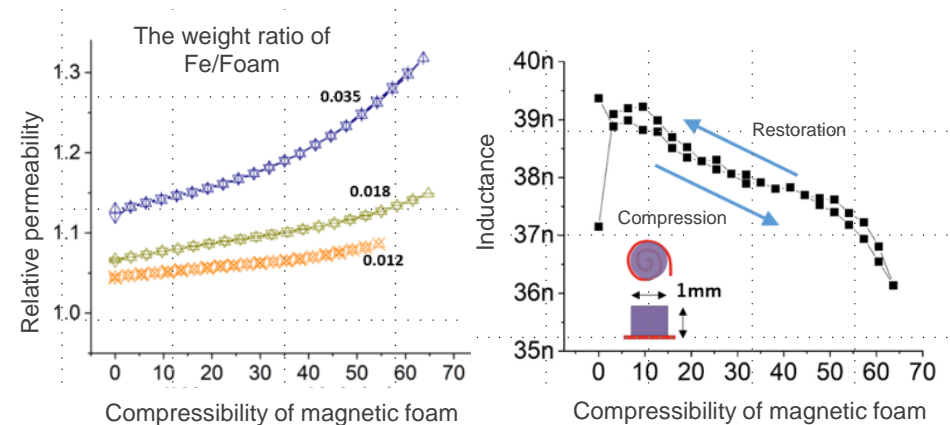 The weight ratio of
Fe/Foam
1.3
1.2
1.1
1.0
Relative permeability
0.035
0.018
0.012
0 10 20 30 40 50 60 70
Compressibility of magnetic foam
40n
39n
38n
37n
36n
35n
Inductance
Restoration
Compression
1mm
0 10 20 30 40 50 60 70
Compressibility of magnetic foam